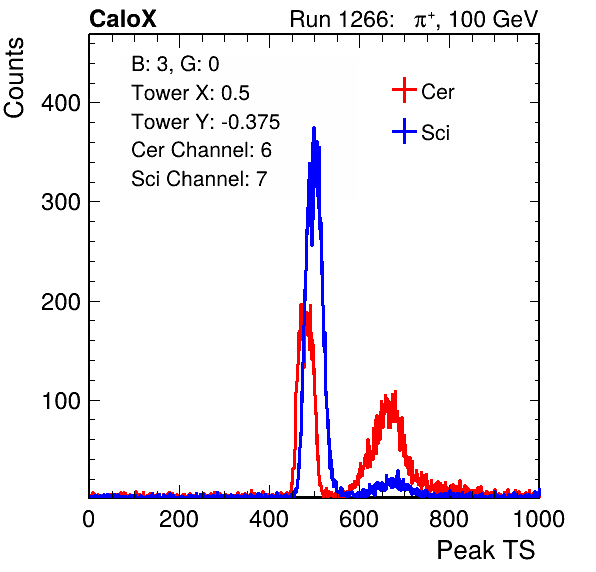 CaloX Run 1266: π⁺, 100 GeV
B: 3, G: 0
Tower X: 0.5
Tower Y: -0.375
Cer Channel: 6
Sci Channel: 7
Cer
Sci
Counts
400
300
200
100
0 200 400 600 800 1000
Peak TS